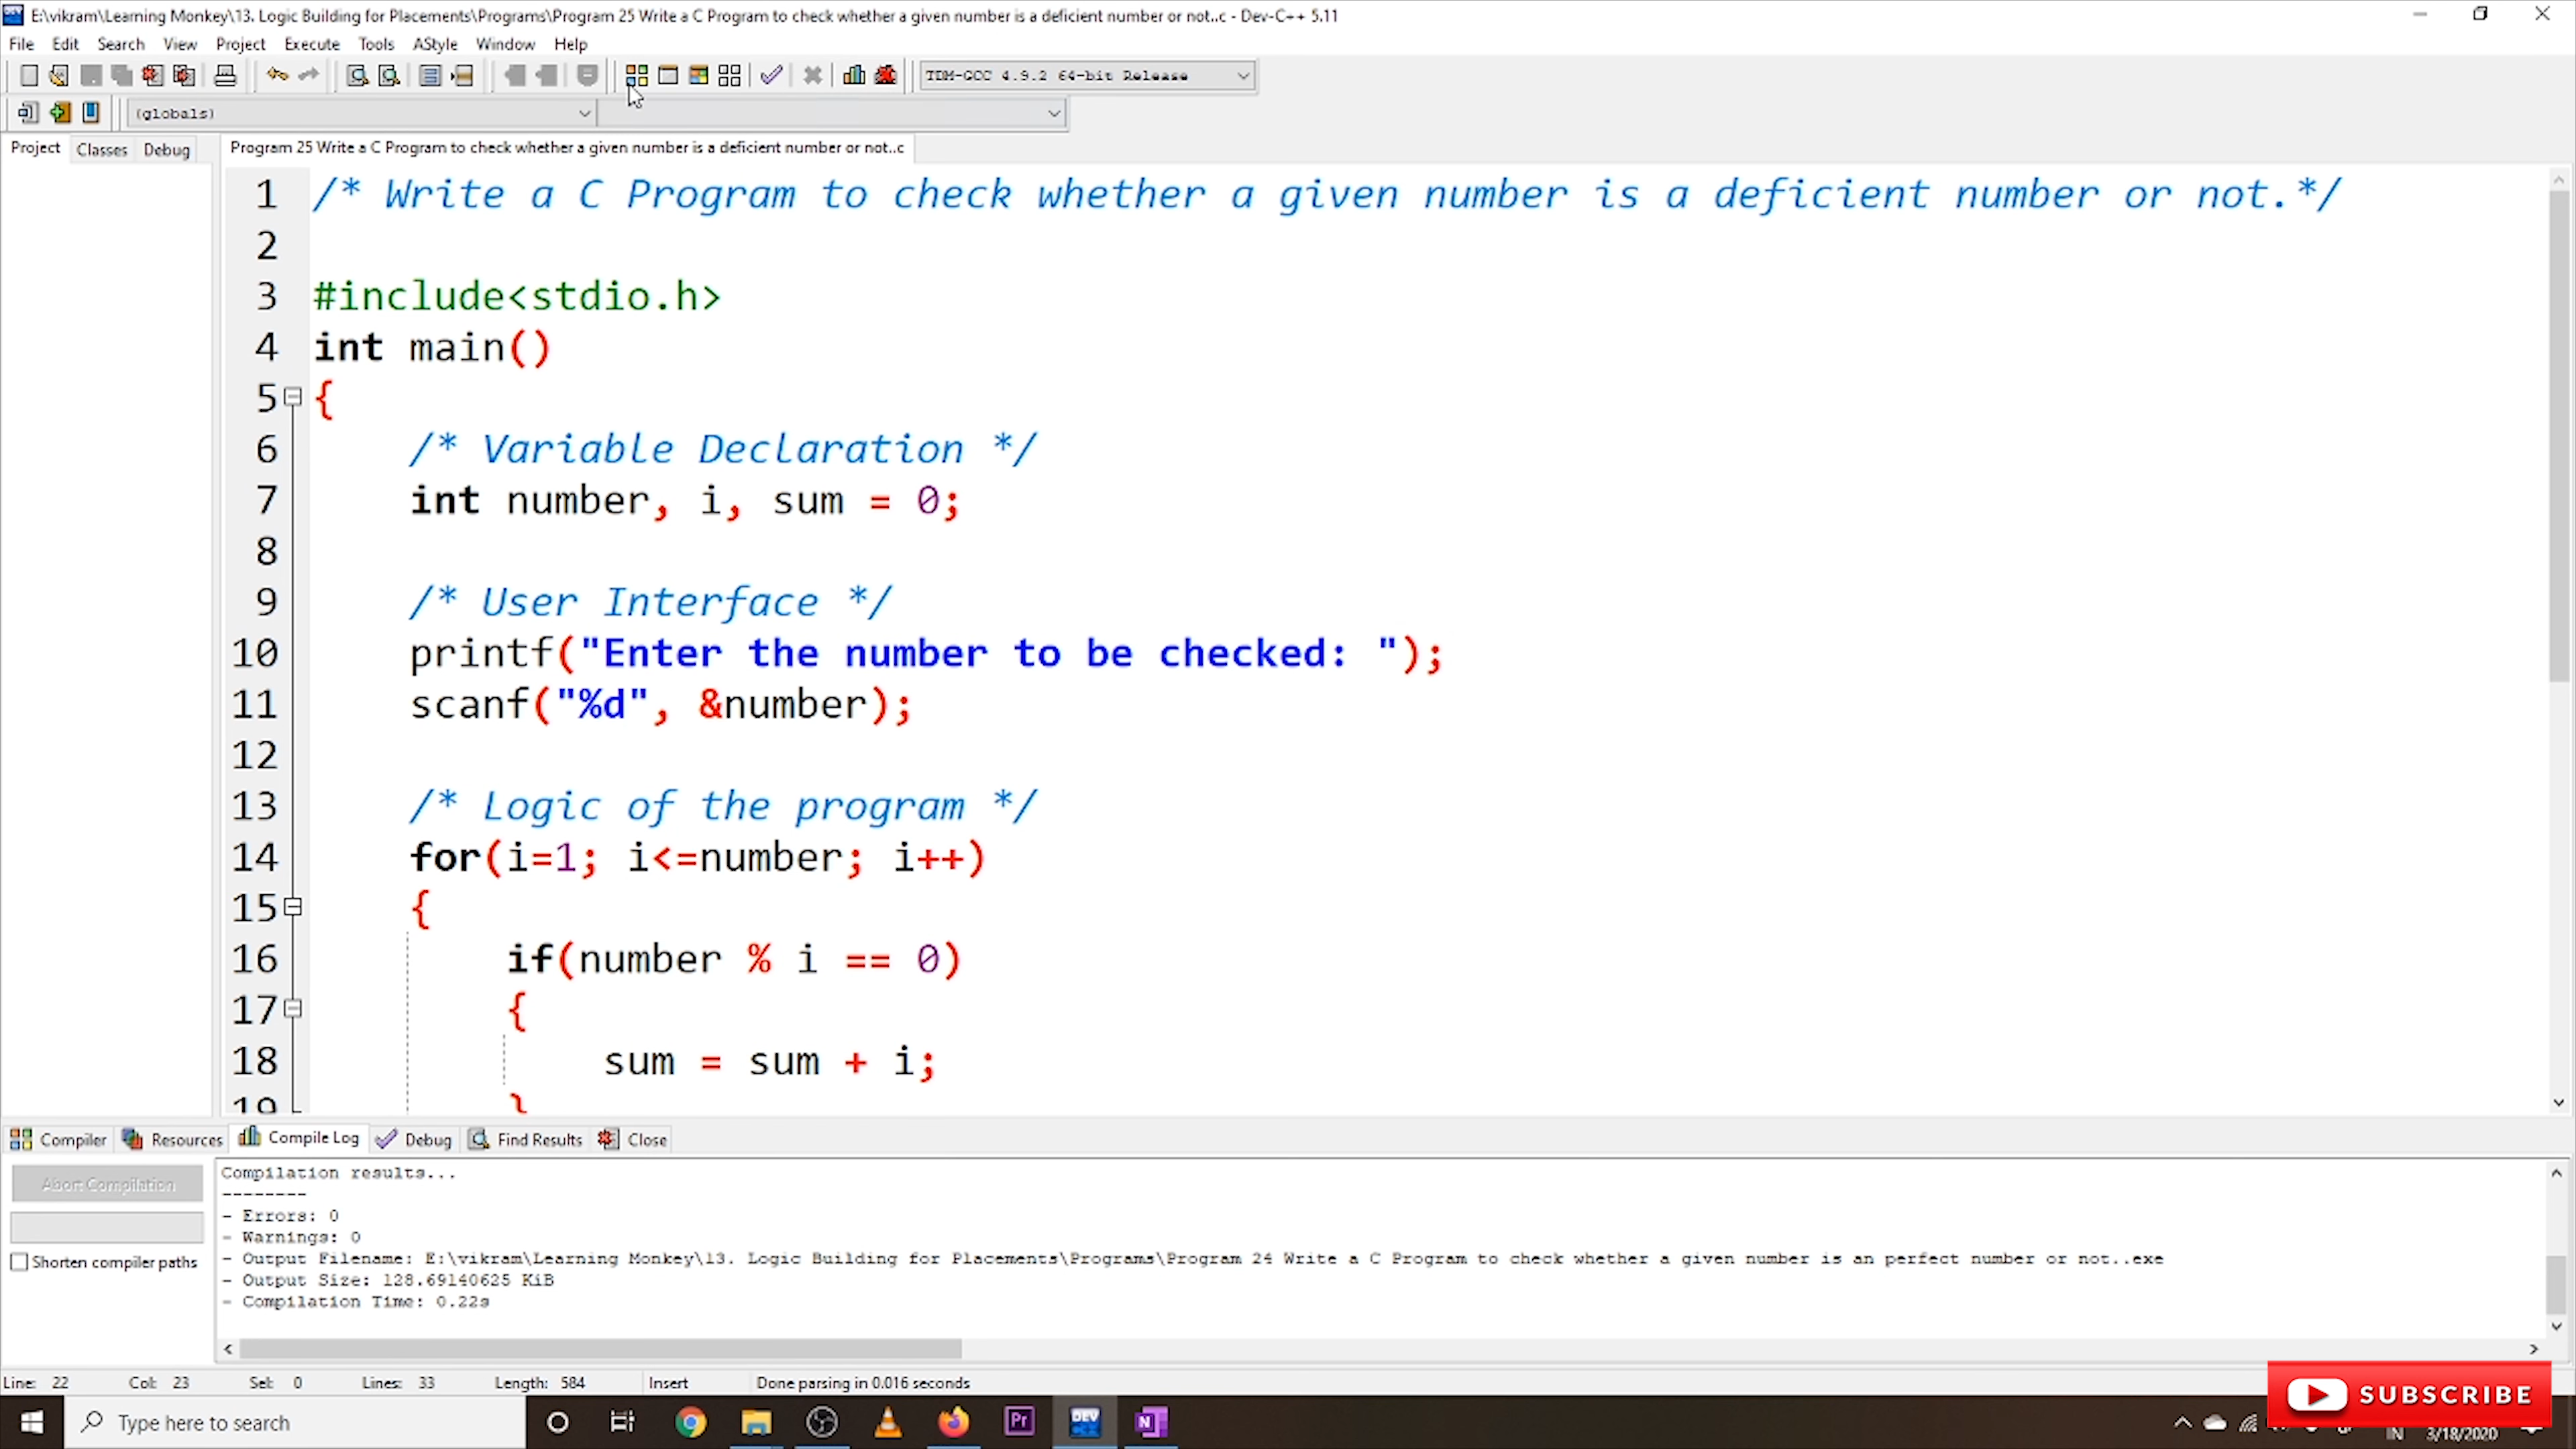 E:\vikram\Learning Monkey\13. Logic Building for Placements\Programs\Program 25 Write a C Program to check whether a given number is a deficient number or not..c - Dev-C++ 5.11
File Edit Search View Project Execute Tools AStyle Window Help
TDM-GCC 4.9.2 64-bit Release
(globals)
Project Classes Debug
Program 25 Write a C Program to check whether a given number is a deficient number or not..c
1 /* Write a C Program to check whether a given number is a deficient number or not.*/
2
3 #include<stdio.h>
4 int main()
5 {
6 /* Variable Declaration */
7 int number, i, sum = 0;
8
9 /* User Interface */
10 printf("Enter the number to be checked: ");
11 scanf("%d", &number);
12
13 /* Logic of the program */
14 for(i=1; i<=number; i++)
15 {
16 if(number % i == 0)
17 {
18 sum = sum + i;
19 }
Compiler Resources Compile Log Debug Find Results Close
Abort Compilation
Shorten compiler paths
Compilation results...
--------
- Errors: 0
- Warnings: 0
- Output Filename: E:\vikram\Learning Monkey\13. Logic Building for Placements\Programs\Program 24 Write a C Program to check whether a given number is an perfect number or not..exe
- Output Size: 128.69140625 KiB
- Compilation Time: 0.22s
Line: 22 Col: 23 Sel: 0 Lines: 33 Length: 584 Insert Done parsing in 0.016 seconds
SUBSCRIBE
Type here to search
Pr
DEV
N
IN
3/18/2020